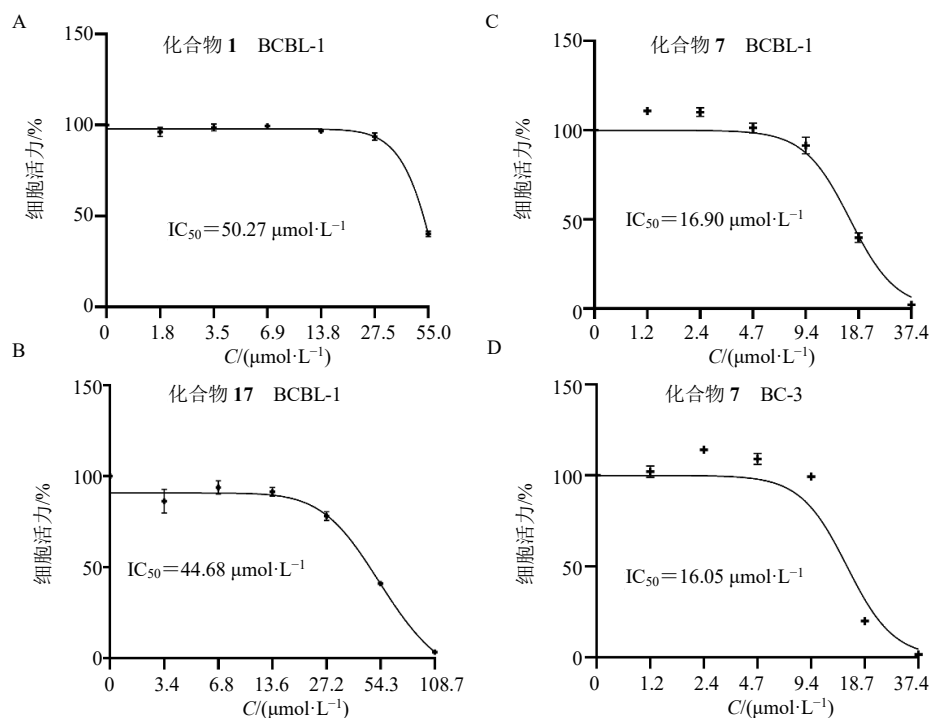 A
化合物 1 BCBL-1
150
100
50
0
细胞活力/%
IC50＝50.27 μmol·L−1
0 1.8 3.5 6.9 13.8 27.5 55.0
C/(μmol·L−1)
B
化合物 17 BCBL-1
150
100
50
0
细胞活力/%
IC50＝44.68 μmol·L−1
0 3.4 6.8 13.6 27.2 54.3 108.7
C/(μmol·L−1)
C
化合物 7 BCBL-1
150
100
50
0
细胞活力/%
IC50＝16.90 μmol·L−1
0 1.2 2.4 4.7 9.4 18.7 37.4
C/(μmol·L−1)
D
化合物 7 BC-3
150
100
50
0
细胞活力/%
IC50＝16.05 μmol·L−1
0 1.2 2.4 4.7 9.4 18.7 37.4
C/(μmol·L−1)